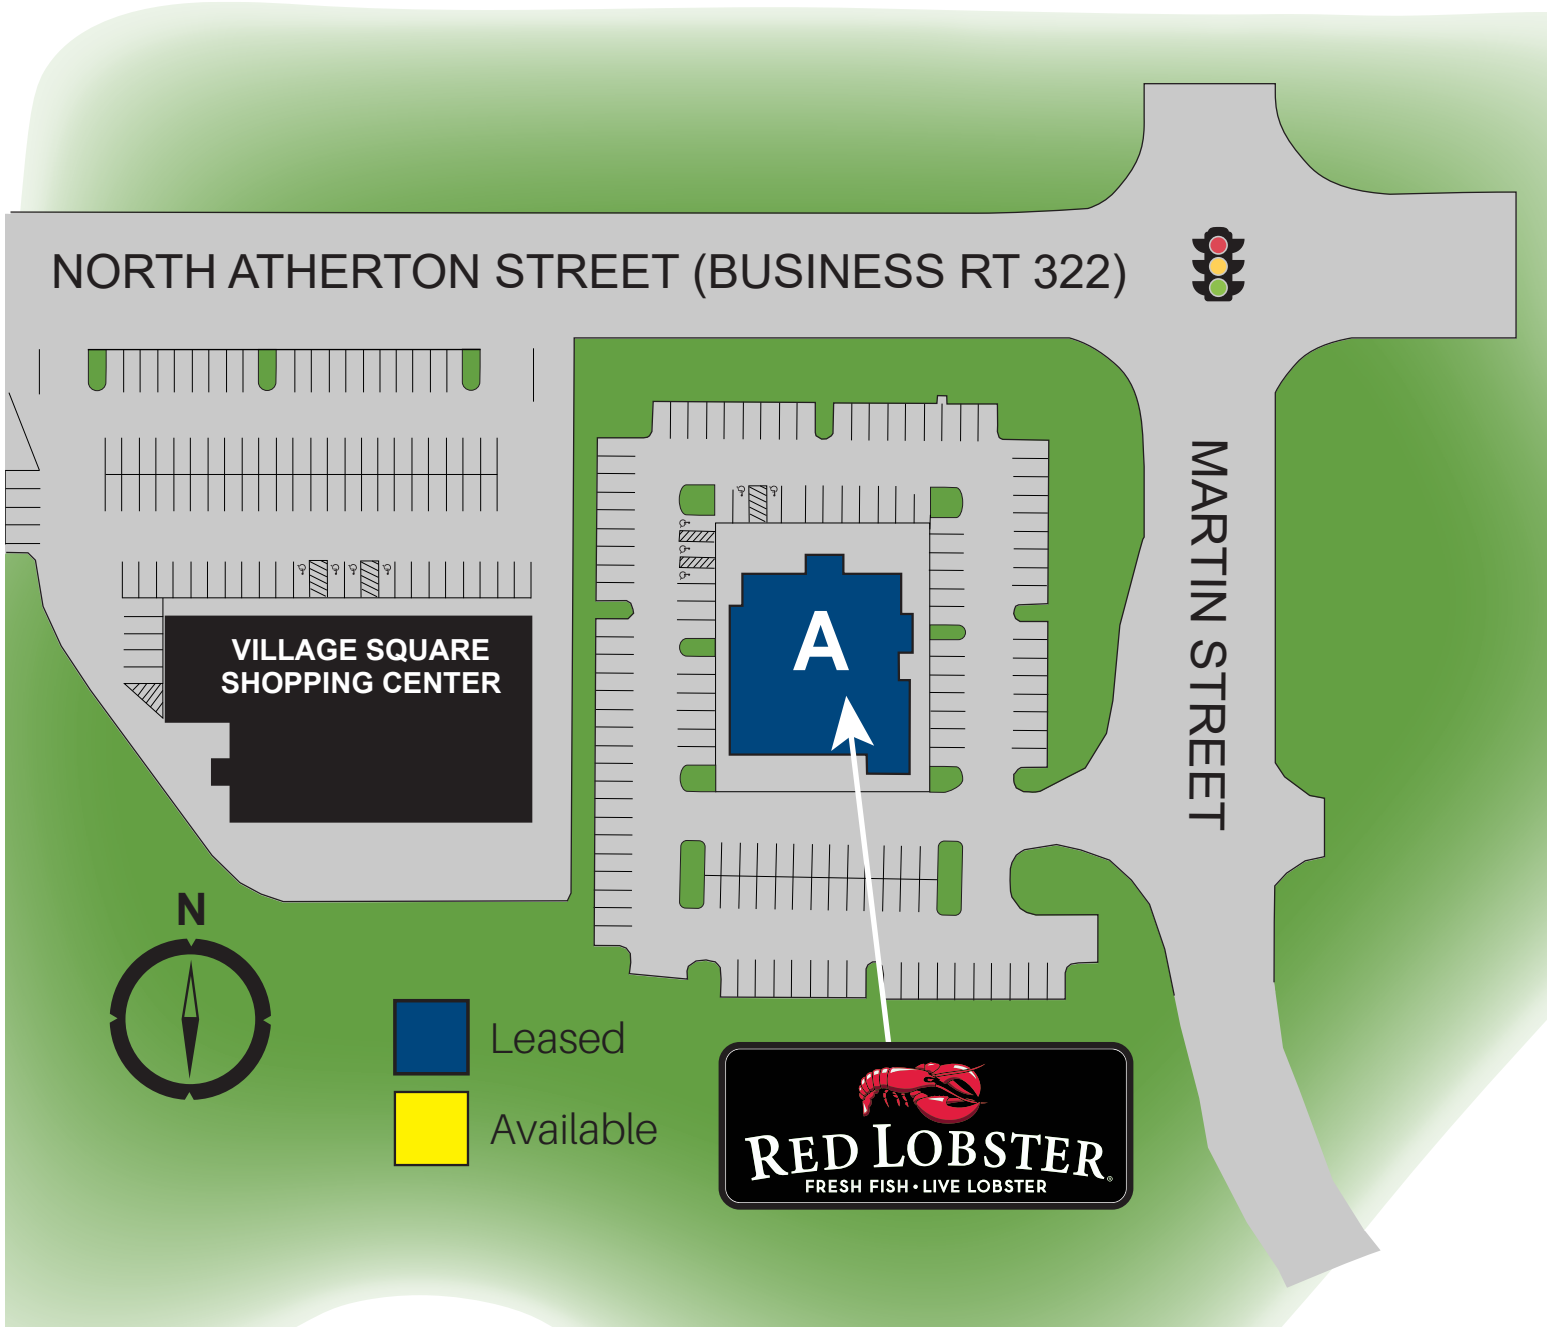 NORTH ATHERTON STREET (BUSINESS RT 322)
MARTIN STREET
A
VILLAGE SQUARE
SHOPPING CENTER
N
Leased
Available
RED LOBSTER®
FRESH FISH • LIVE LOBSTER